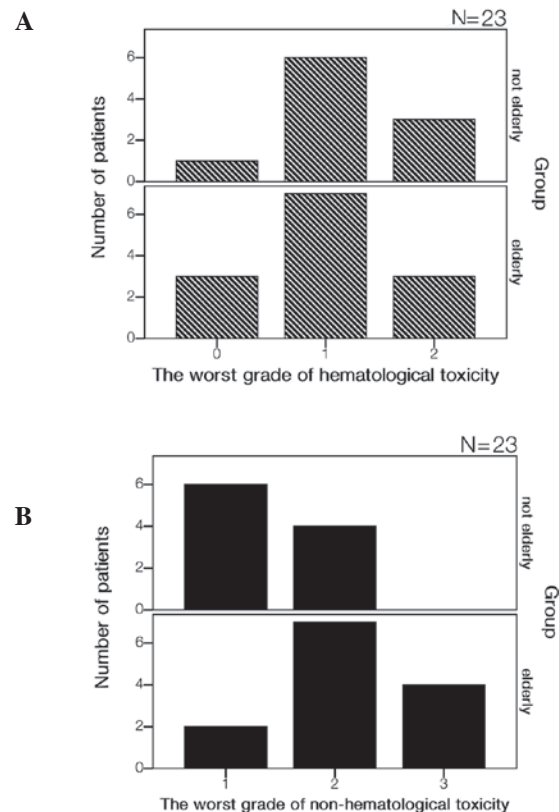 A
N=23
Number of patients
6
4
2
0
not elderly
6
4
2
0
elderly
Group
0 1 2
The worst grade of hematological toxicity
B
N=23
Number of patients
6
4
2
0
not elderly
6
4
2
0
elderly
Group
1 2 3
The worst grade of non-hematological toxicity